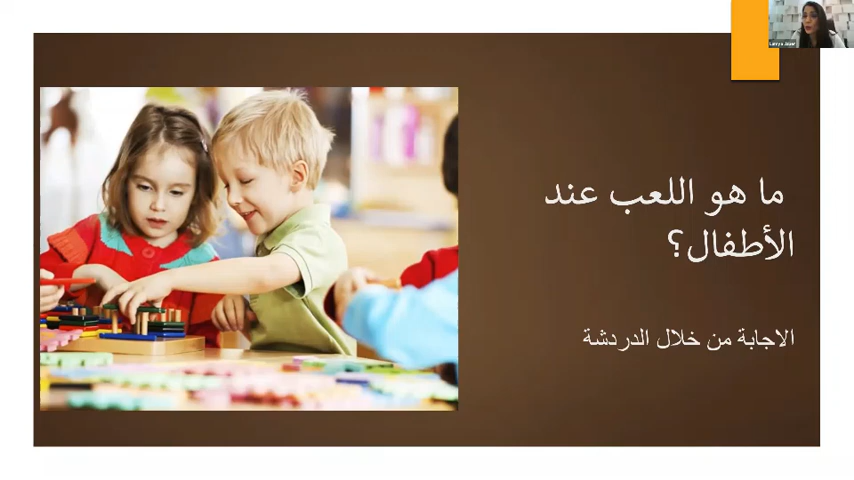 ما هو اللعب عند
الأطفال؟
الاجابة من خلال الدردشة